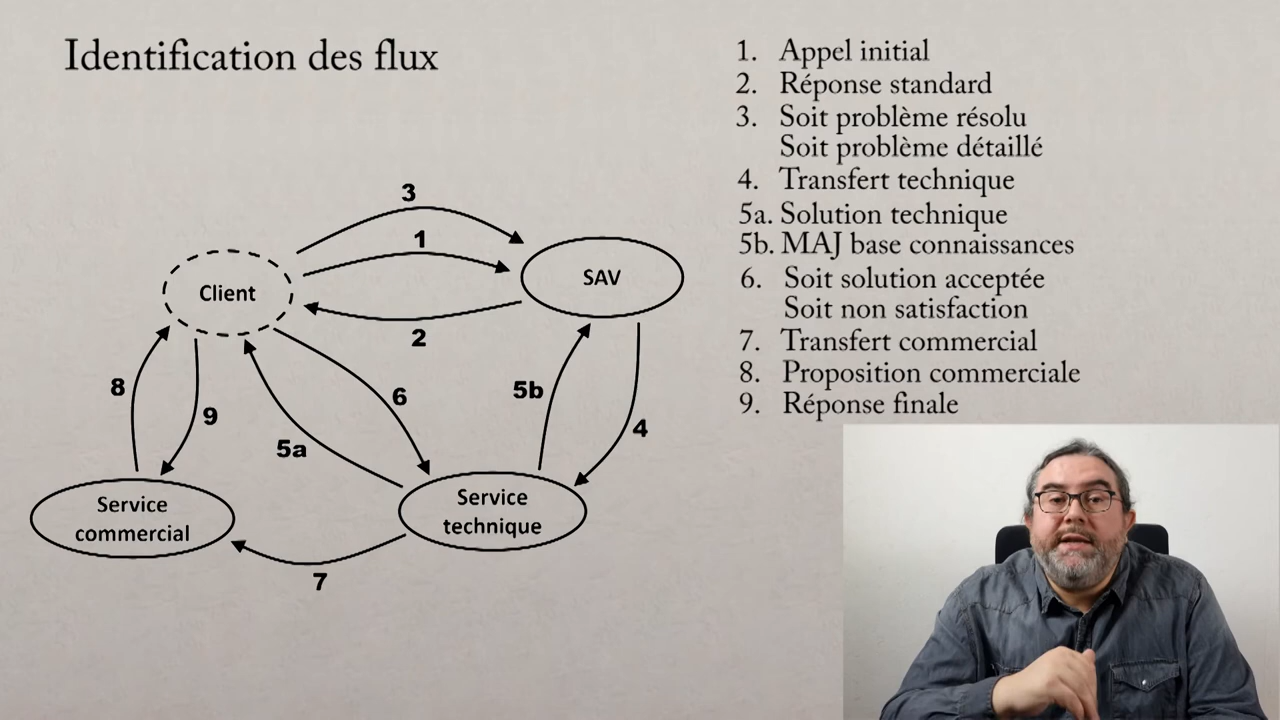 Identification des flux
1. Appel initial
2. Réponse standard
3. Soit problème résolu
Soit problème détaillé
4. Transfert technique
5a. Solution technique
5b. MAJ base connaissances
6. Soit solution acceptée
Soit non satisfaction
7. Transfert commercial
8. Proposition commerciale
9. Réponse finale
3
1
Client
SAV
2
8
9
6
5a
5b
4
Service
commercial
Service
technique
7